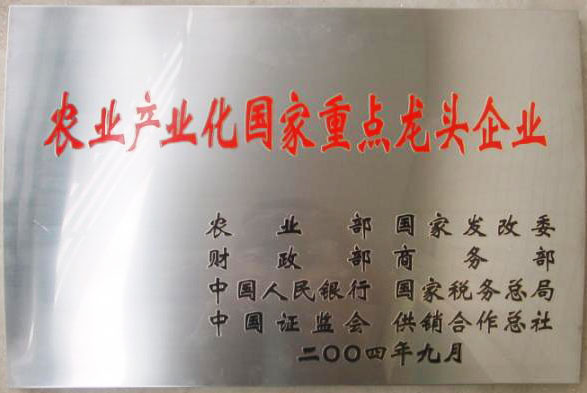 农业产业化国家重点龙头企业
农业部 国家发改委
财政部 商务部
中国人民银行 国家税务总局
中国证监会 供销合作总社
二〇〇四年九月